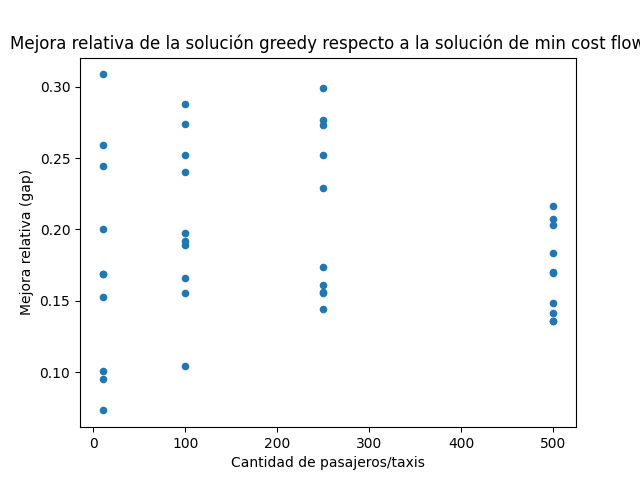 Mejora relativa de la solución greedy respecto a la solución de min cost flow
0.30
0.25
0.20
0.15
0.10
Mejora relativa (gap)
0 100 200 300 400 500
Cantidad de pasajeros/taxis